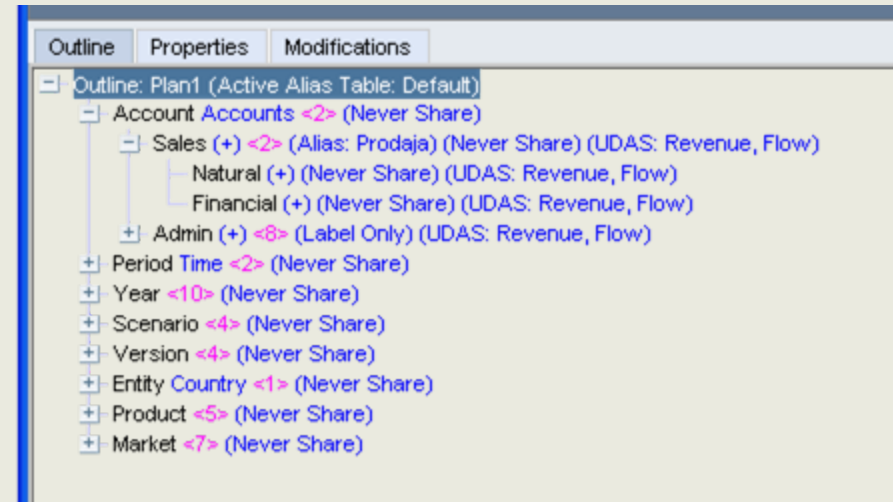 Outline Properties Modifications
Outline: Plan1 (Active Alias Table: Default)
Account Accounts <2> (Never Share)
Sales (+) <2> (Alias: Prodaja) (Never Share) (UDAS: Revenue, Flow)
Natural (+) (Never Share) (UDAS: Revenue, Flow)
Financial (+) (Never Share) (UDAS: Revenue, Flow)
Admin (+) <8> (Label Only) (UDAS: Revenue, Flow)
Period Time <2> (Never Share)
Year <10> (Never Share)
Scenario <4> (Never Share)
Version <4> (Never Share)
Entity Country <1> (Never Share)
Product <5> (Never Share)
Market <7> (Never Share)